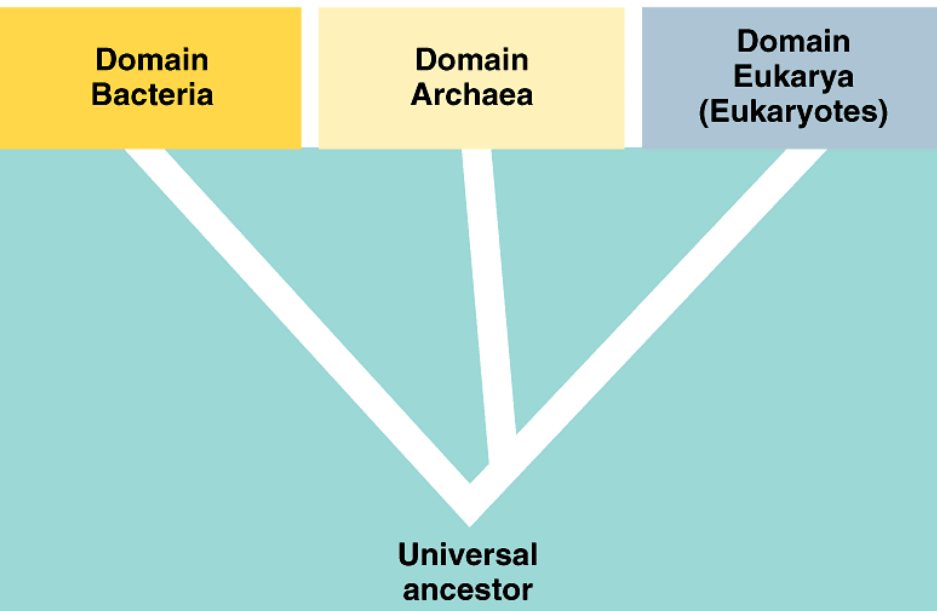 Domain
Bacteria
Domain
Archaea
Domain
Eukarya
(Eukaryotes)
Universal
ancestor